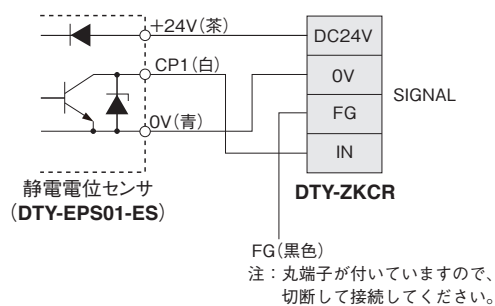 +24V(茶)
DC24V
CP1(白)
0V
SIGNAL
FG
0V(青)
IN
静電電位センサ
(DTY-EPS01-ES)
DTY-ZKCR
FG(黒色)
注：丸端子が付いていますので、
切断して接続してください。